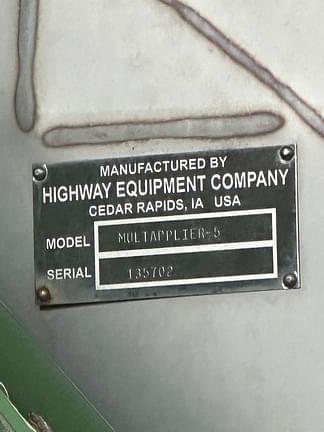 MANUFACTURED BY
HIGHWAY EQUIPMENT COMPANY
CEDAR RAPIDS, IA USA
MODEL MULTAPPLIER-5
SERIAL 135702